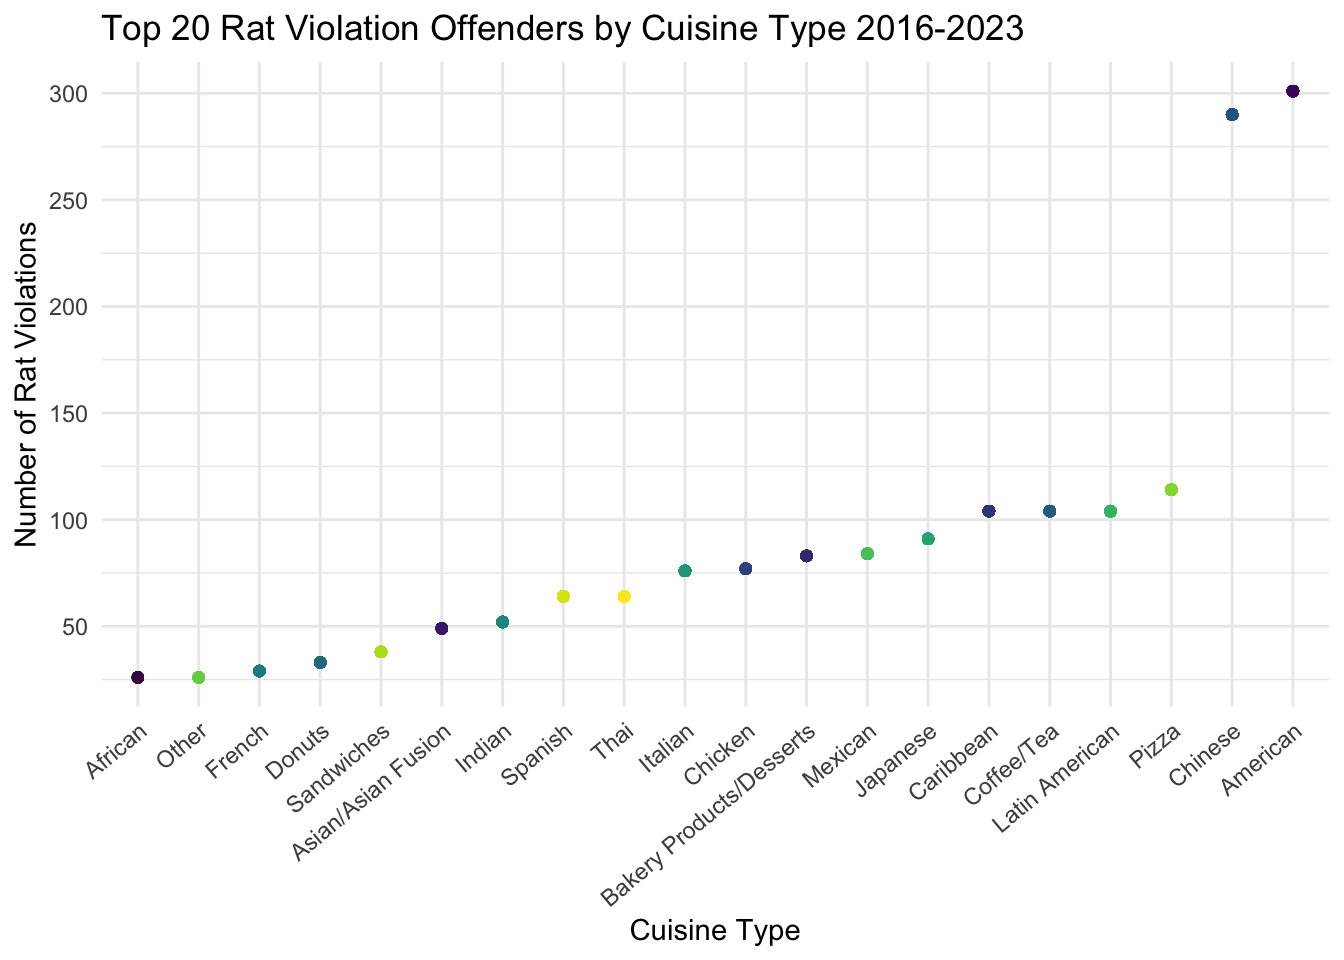 Top 20 Rat Violation Offenders by Cuisine Type 2016-2023
Number of Rat Violations
300
250
200
150
100
50
African
Other
French
Donuts
Sandwiches
Asian/Asian Fusion
Indian
Spanish
Thai
Italian
Chicken
Bakery Products/Desserts
Mexican
Japanese
Caribbean
Coffee/Tea
Latin American
Pizza
Chinese
American
Cuisine Type